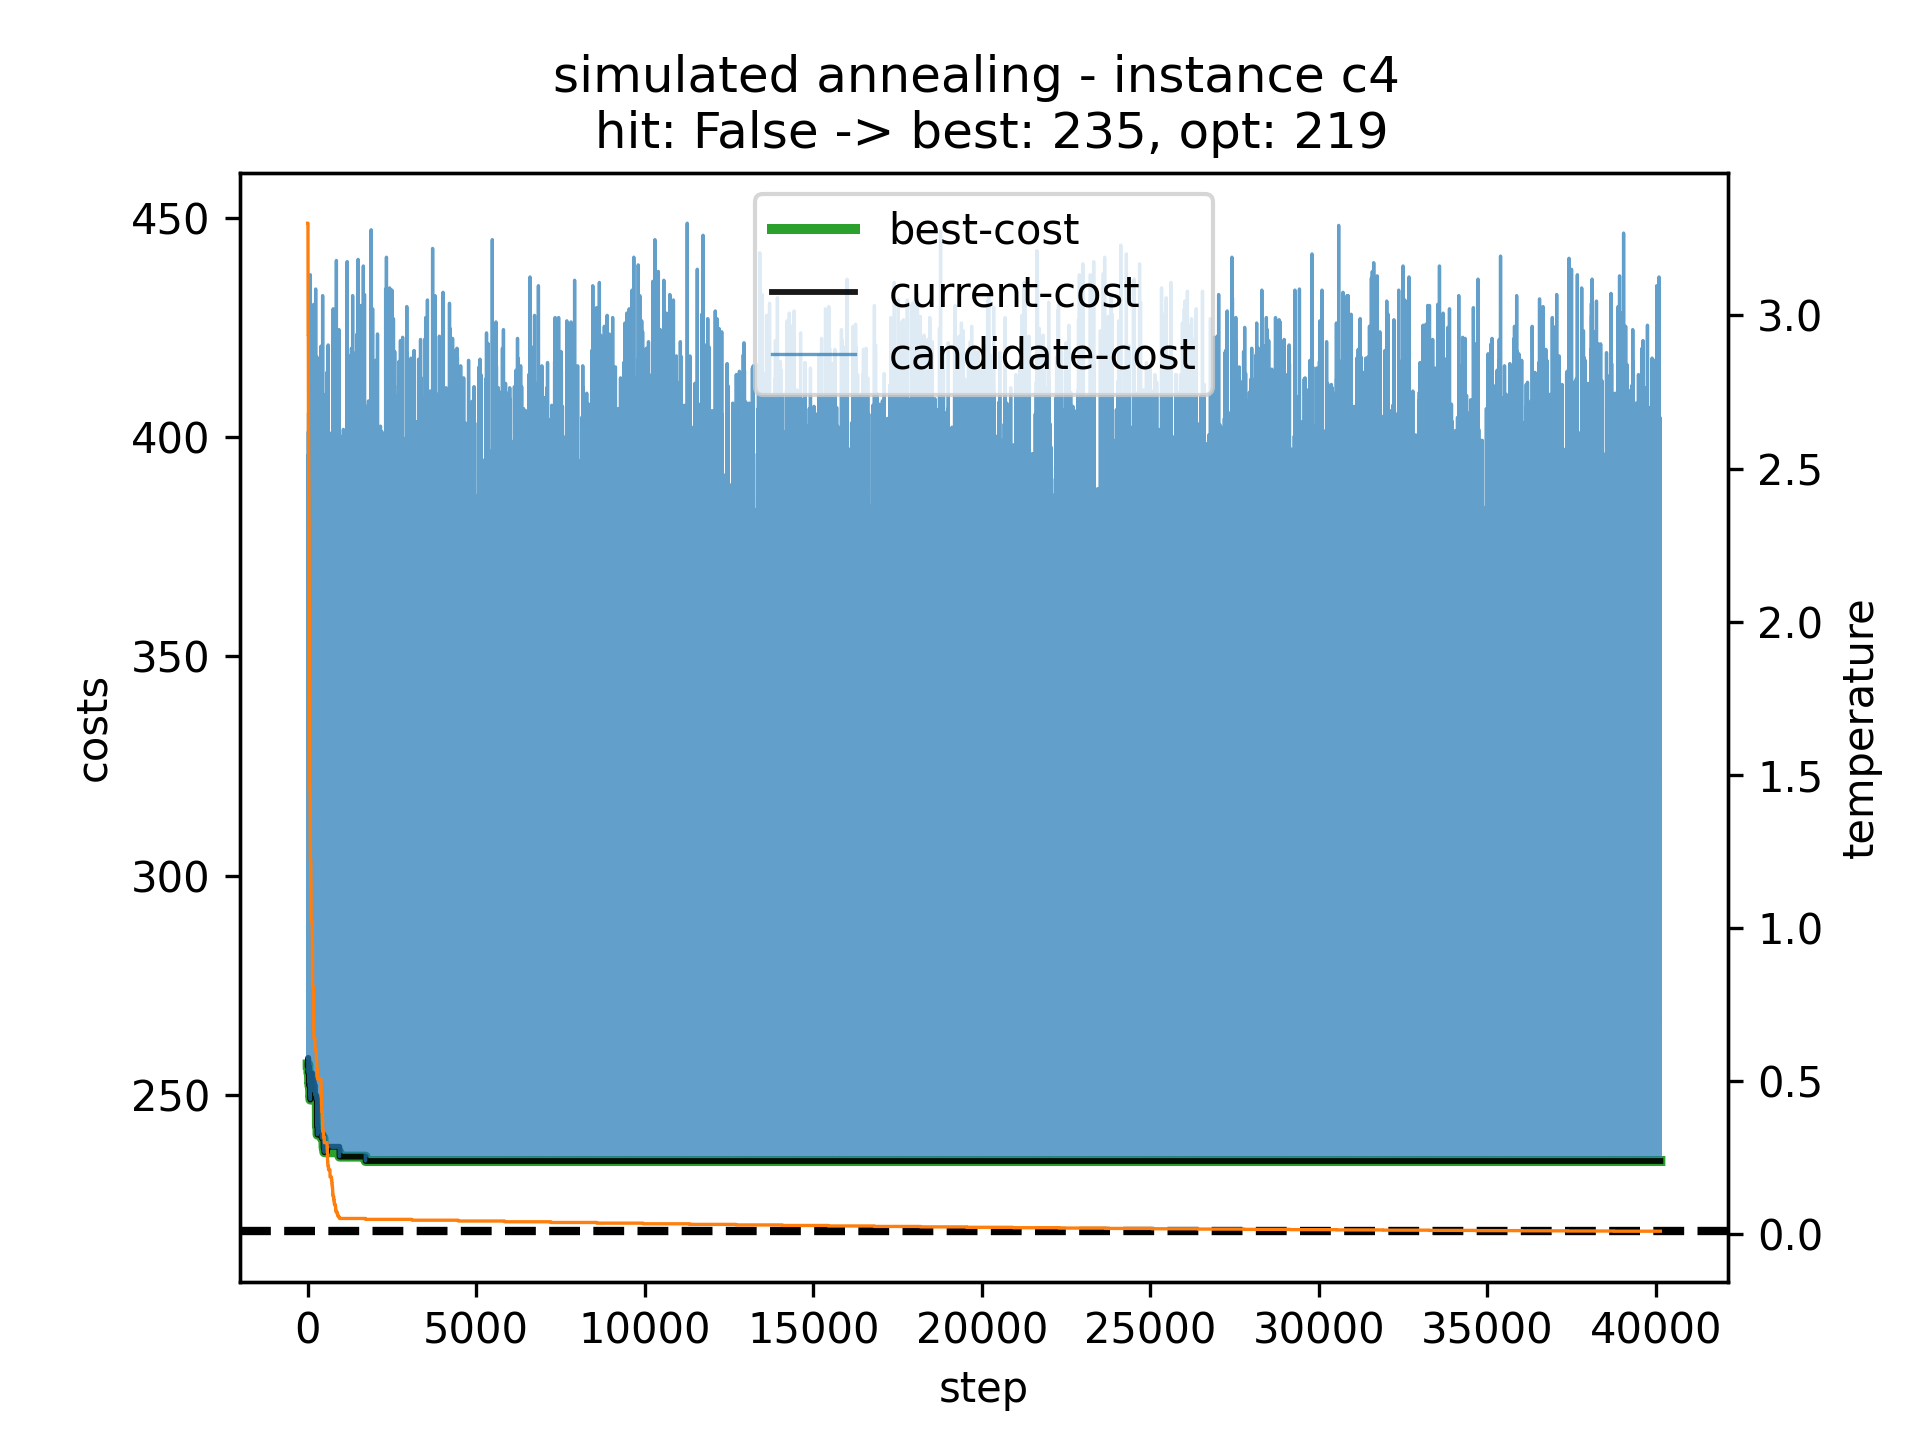 simulated annealing - instance c4
hit: False -> best: 235, opt: 219
best-cost
current-cost
candidate-cost
450
400
350
300
250
costs
3.0
2.5
2.0
1.5
1.0
0.5
0.0
temperature
0 5000 10000 15000 20000 25000 30000 35000 40000
step